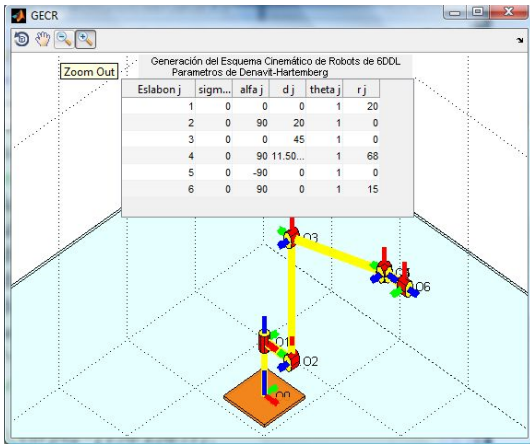 GECR
Zoom Out
Generación del Esquema Cinemático de Robots de 6DDL
Parametros de Denavit-Hartemberg
Eslabon j sigm... alfa j d j theta j r j
1 0 0 0 1 20
2 0 90 20 1 0
3 0 0 45 1 0
4 0 90 11.50... 1 68
5 0 -90 0 1 0
6 0 90 0 1 15
O3
O6
O1
O2
O0